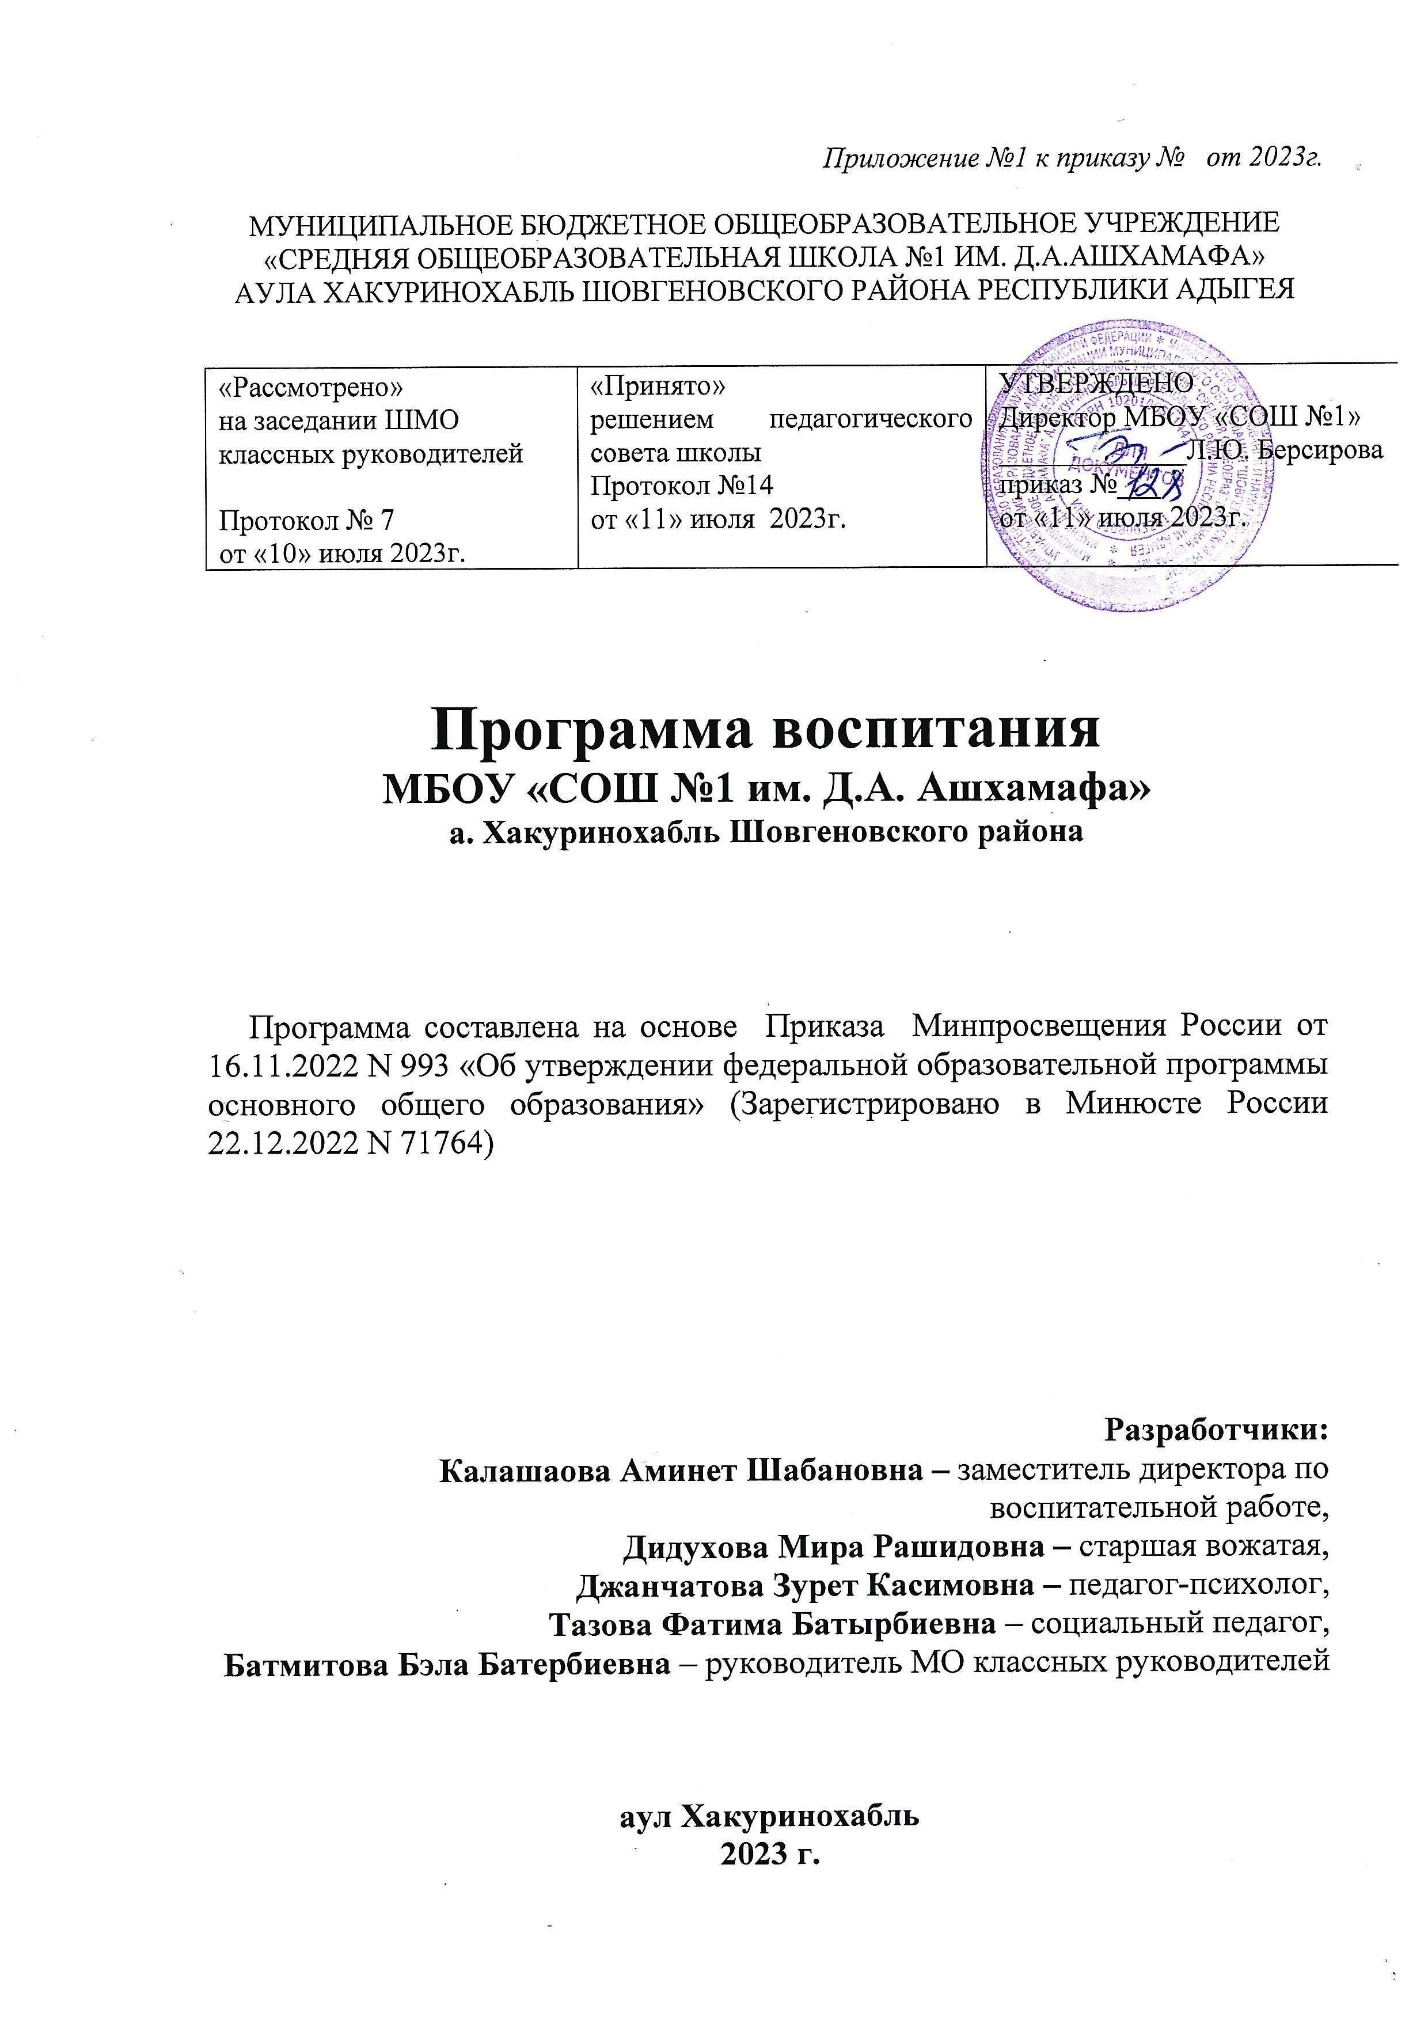 Приложение №1 к приказу № от 2023г.
МУНИЦИПАЛЬНОЕ БЮДЖЕТНОЕ ОБЩЕОБРАЗОВАТЕЛЬНОЕ УЧРЕЖДЕНИЕ
«СРЕДНЯЯ ОБЩЕОБРАЗОВАТЕЛЬНАЯ ШКОЛА №1 ИМ. Д.А.АШХАМАФА»
АУЛА ХАКУРИНОХАБЛЬ ШОВГЕНОВСКОГО РАЙОНА РЕСПУБЛИКИ АДЫГЕЯ
«Рассмотрено»
на заседании ШМО
классных руководителей
Протокол № 7
от «10» июля 2023г.
«Принято»
решением педагогического
совета школы
Протокол №14
от «11» июля 2023г.
УТВЕРЖДЕНО
Директор МБОУ «СОШ №1»
Л.Ю. Берсирова
приказ №
от «11» июля 2023г.
ДЛЯ
ДОКУМЕНТОВ
Программа воспитания
МБОУ «СОШ №1 им. Д.А. Ашхамафа»
а. Хакуринохабль Шовгеновского района
Программа составлена на основе Приказа Минпросвещения России от
16.11.2022 N 993 «Об утверждении федеральной образовательной программы
основного общего образования» (Зарегистрировано в Минюсте России
22.12.2022 N 71764)
Разработчики:
Калашаова Аминет Шабановна – заместитель директора по
воспитательной работе,
Дидухова Мира Рашидовна – старшая вожатая,
Джанчатова Зурет Касимовна – педагог-психолог,
Тазова Фатима Батырбиевна – социальный педагог,
Батмитова Бэла Батербиевна – руководитель МО классных руководителей
аул Хакуринохабль
2023 г.